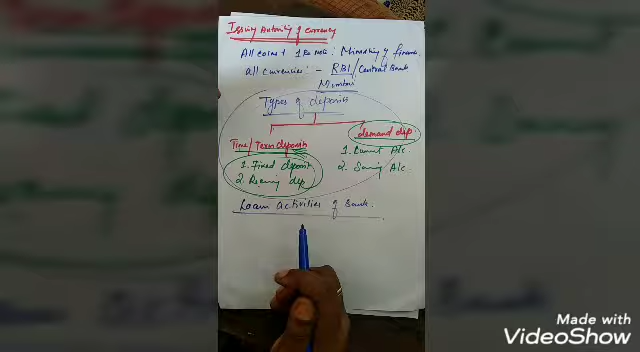 Issuing Authority of currency
All coins + 1 Re note: Ministry of finance.
all currencies: - RBI/Central Bank
Types of deposits
Time/Term deposits
demand dep
1. Fixed deposit
2. Recuring dep
1. Current A/c.
2. Saving A/c.
Loan activities of Bank.
Made with
VideoShow